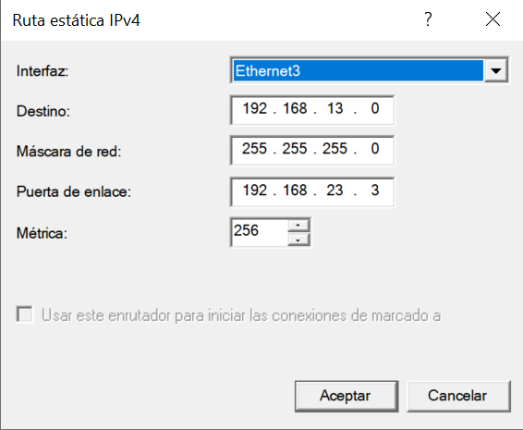 Ruta estática IPv4
?
Interfaz: Ethernet3
Destino: 192 . 168 . 13 . 0
Máscara de red: 255 . 255 . 255 . 0
Puerta de enlace: 192 . 168 . 23 . 3
Métrica: 256
Usar este enrutador para iniciar las conexiones de marcado a
Aceptar Cancelar